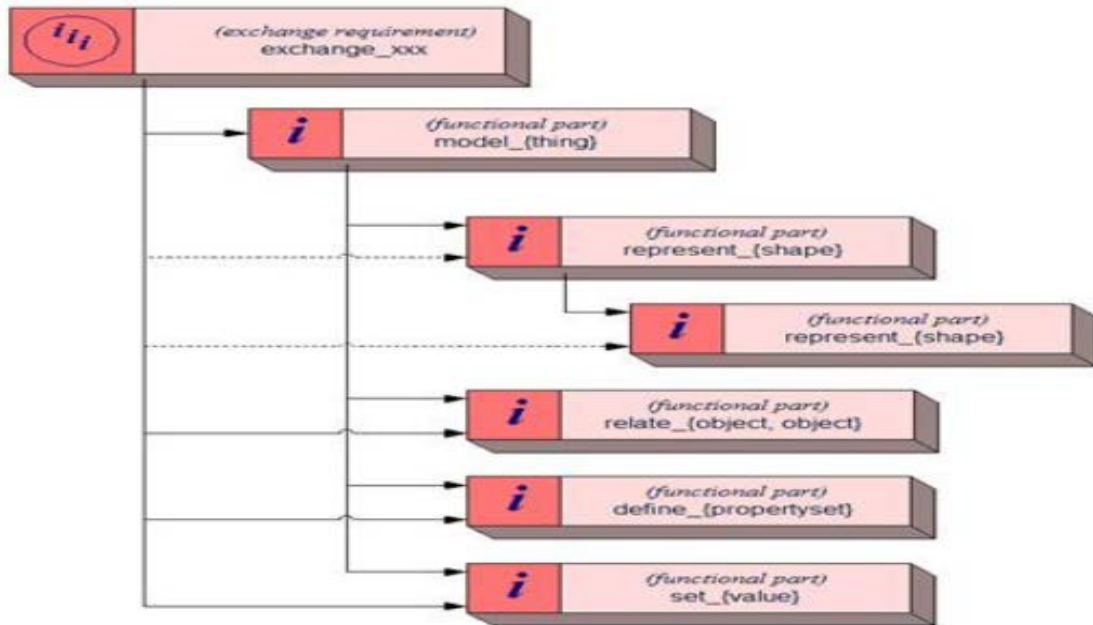 iii
(exchange requirement)
exchange_xxx
i
(functional part)
model_{thing}
i
(functional part)
represent_{shape}
i
(functional part)
represent_{shape}
i
(functional part)
relate_{object, object}
i
(functional part)
define_{propertyset}
i
(functional part)
set_{value}